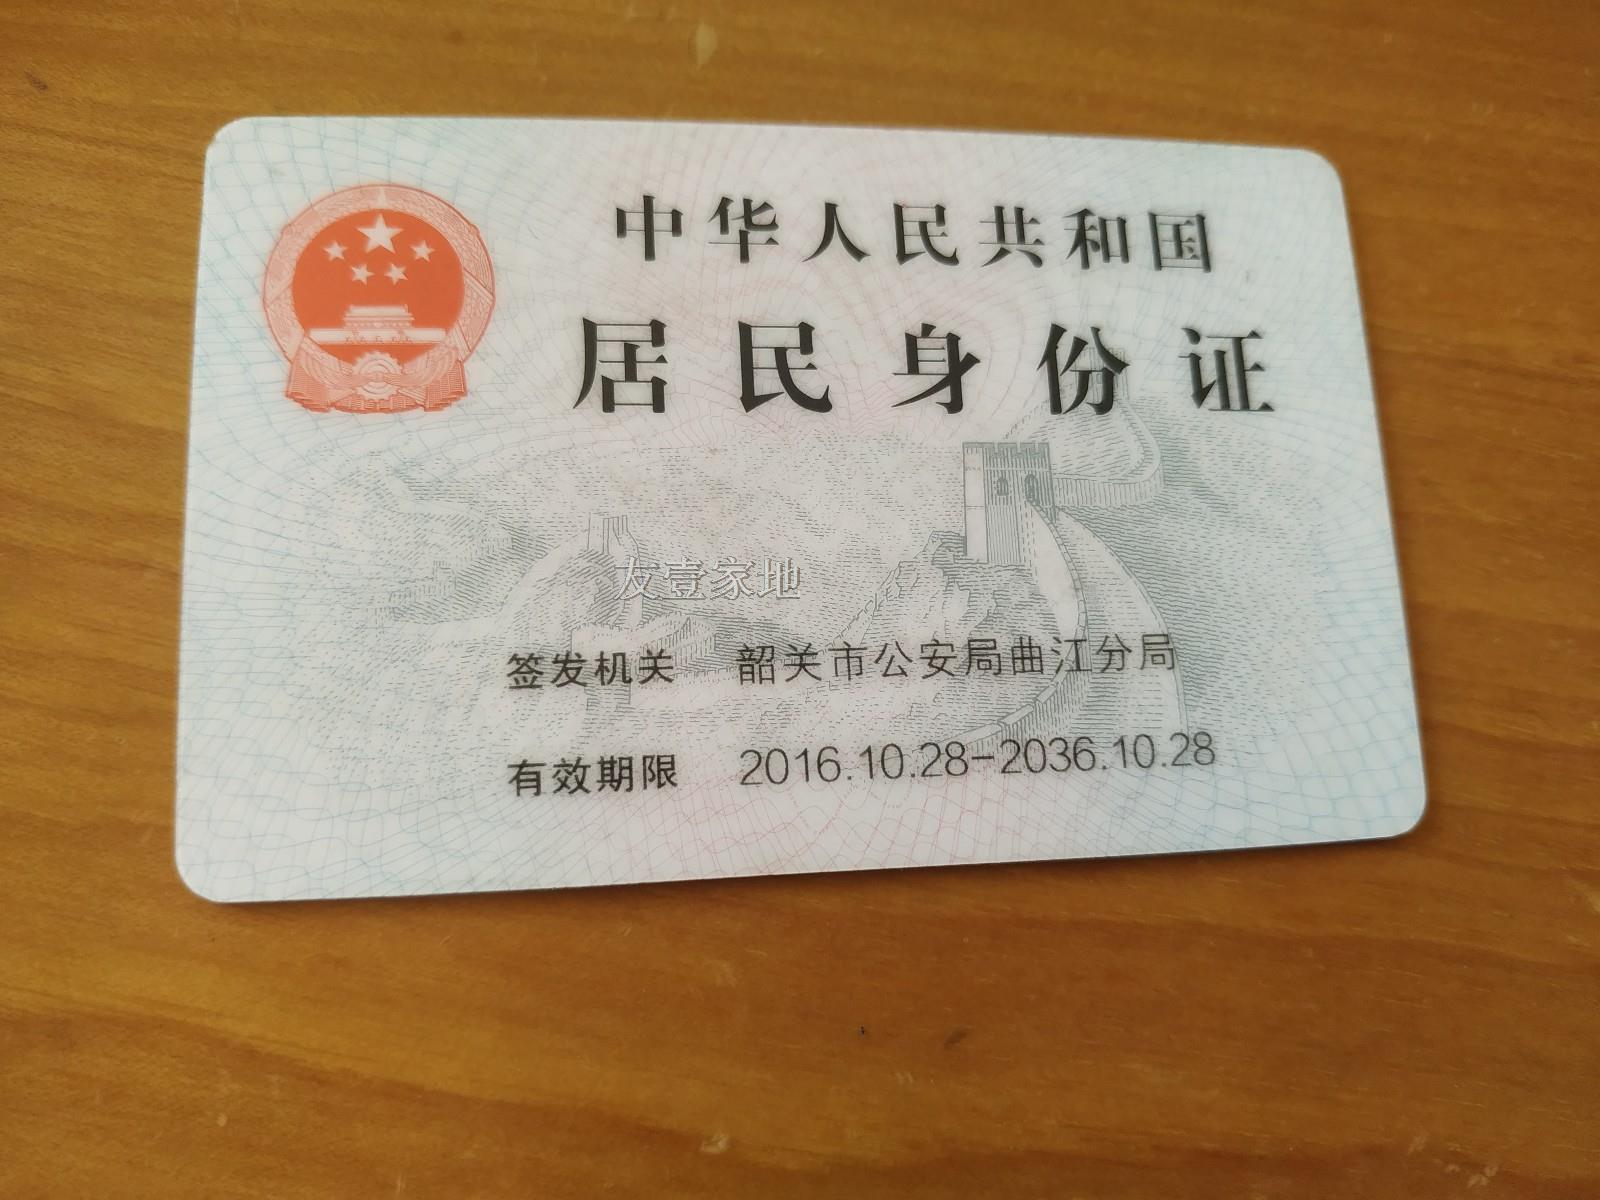 中华人民共和国
居民身份证
友壹家地
签发机关 韶关市公安局曲江分局
有效期限 2016.10.28-2036.10.28